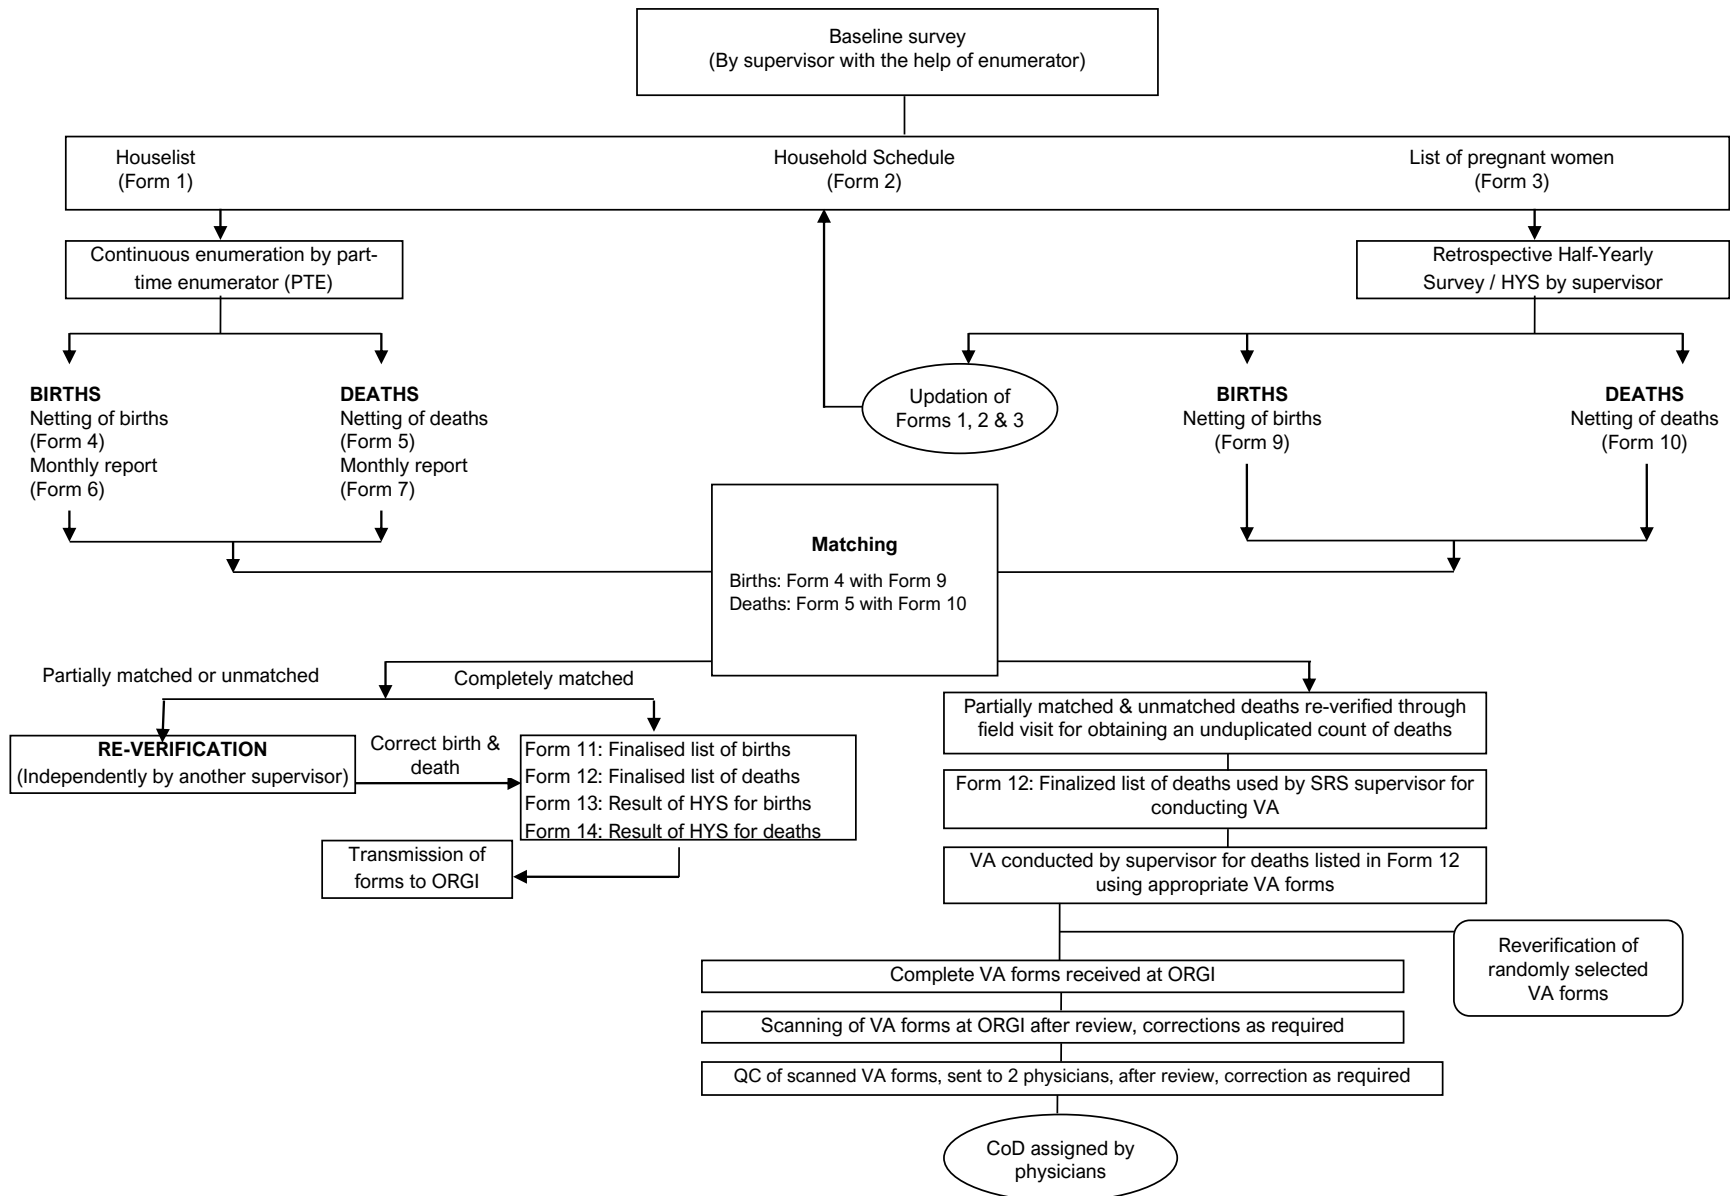 Baseline survey
(By supervisor with the help of enumerator)
Houselist
(Form 1)
Household Schedule
(Form 2)
List of pregnant women
(Form 3)
Continuous enumeration by part-
time enumerator (PTE)
Retrospective Half-Yearly
Survey / HYS by supervisor
BIRTHS
Netting of births
(Form 4)
Monthly report
(Form 6)
DEATHS
Netting of deaths
(Form 5)
Monthly report
(Form 7)
Updation of
Forms 1, 2 & 3
BIRTHS
Netting of births
(Form 9)
DEATHS
Netting of deaths
(Form 10)
Matching
Births: Form 4 with Form 9
Deaths: Form 5 with Form 10
Partially matched or unmatched
Completely matched
RE-VERIFICATION
(Independently by another supervisor)
Correct birth &
death
Form 11: Finalised list of births
Form 12: Finalised list of deaths
Form 13: Result of HYS for births
Form 14: Result of HYS for deaths
Transmission of
forms to ORGI
Partially matched & unmatched deaths re-verified through
field visit for obtaining an unduplicated count of deaths
Form 12: Finalized list of deaths used by SRS supervisor for
conducting VA
VA conducted by supervisor for deaths listed in Form 12
using appropriate VA forms
Reverification of
randomly selected
VA forms
Complete VA forms received at ORGI
Scanning of VA forms at ORGI after review, corrections as required
QC of scanned VA forms, sent to 2 physicians, after review, correction as required
CoD assigned by
physicians